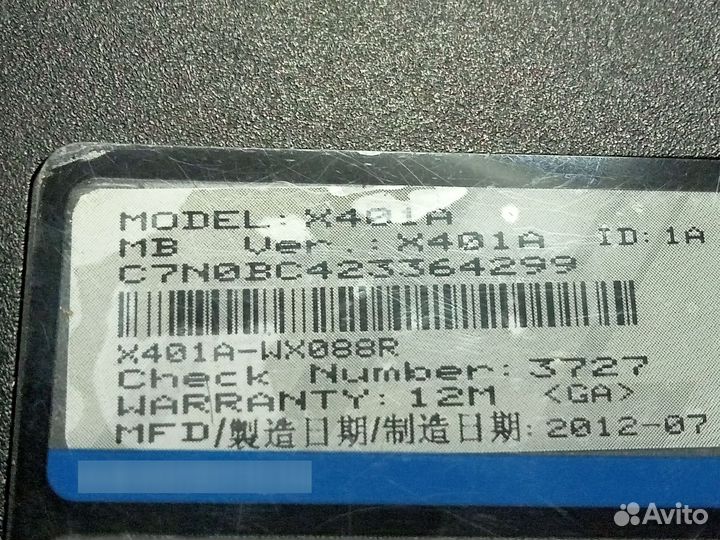 MODEL: X401A
MB Ver.: X401A ID: 1A
C7N0BC423364299
X401A-WX088R
Check Number: 3727
WARRANTY: 12M <GA>
MFD/製造日期/制造日期: 2012-07
Avito